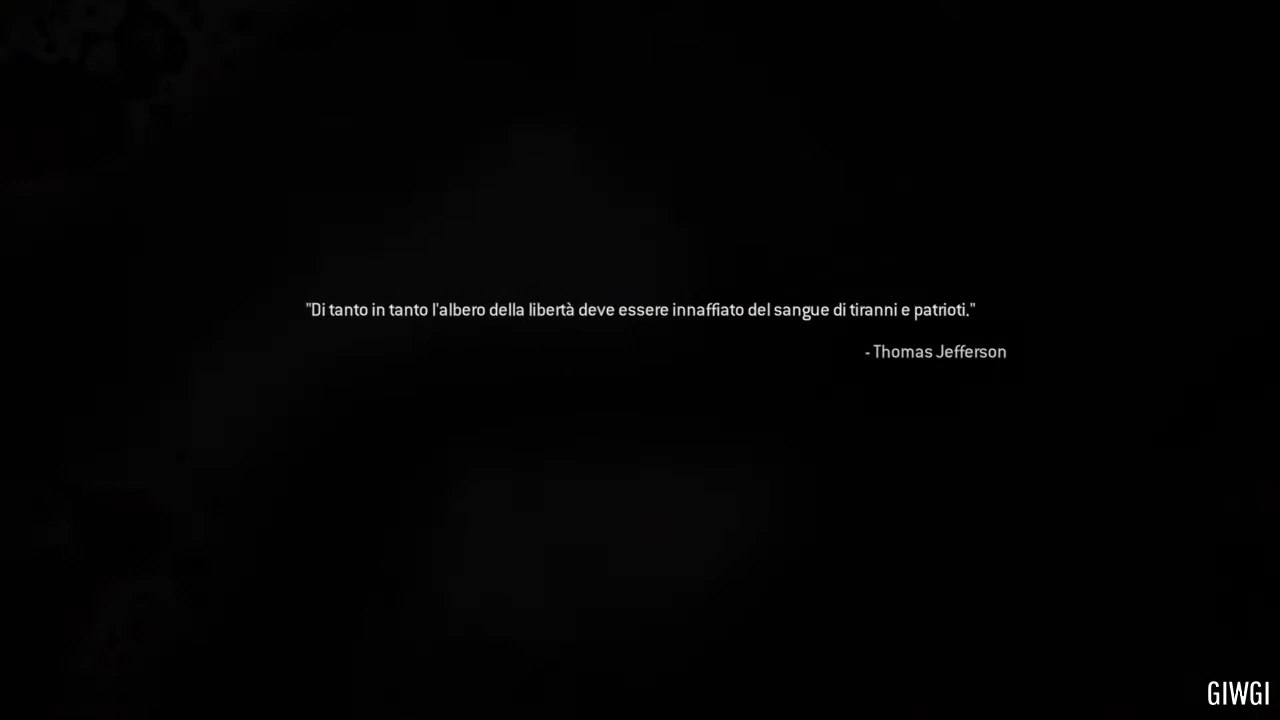 "Di tanto in tanto l'albero della libertà deve essere innaffiato del sangue di tiranni e patrioti."
- Thomas Jefferson
GIWGI